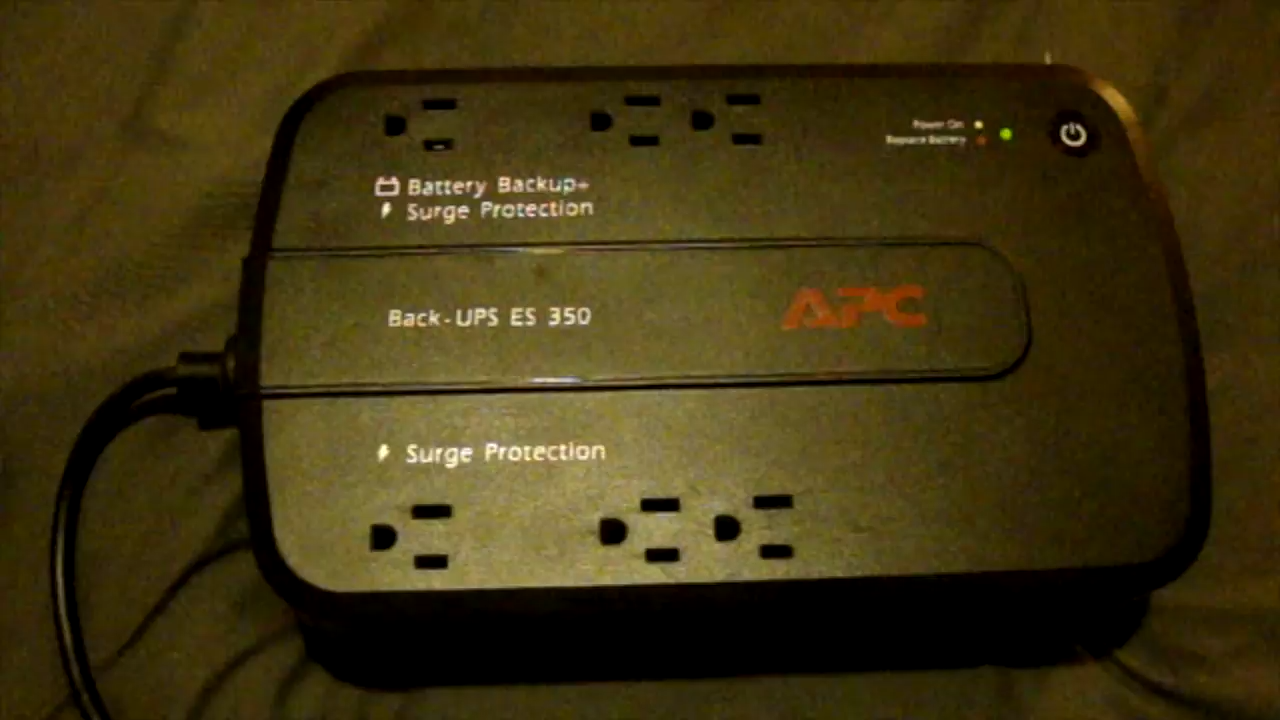 Power On
Replace Battery
Battery Backup+
Surge Protection
Back-UPS ES 350
APC
Surge Protection